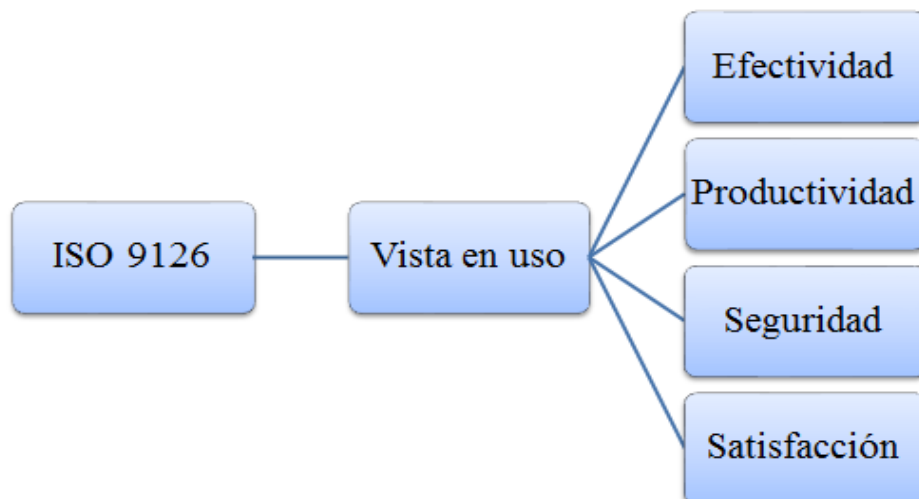 ISO 9126
Vista en uso
Efectividad
Productividad
Seguridad
Satisfacción